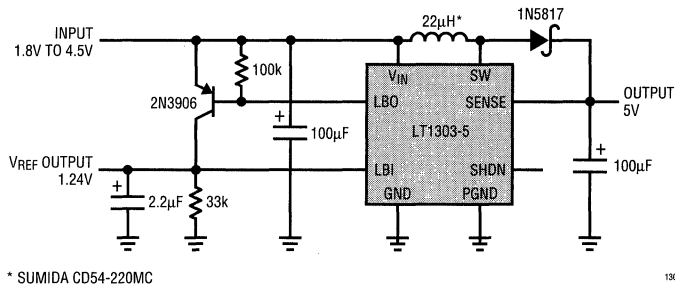 INPUT
1.8V TO 4.5V
22µH*
1N5817
100k
2N3906
VIN
SW
LBO
SENSE
OUTPUT
5V
LT1303-5
+
100µF
VREF OUTPUT
1.24V
LBI
SHDN
+
100µF
+
2.2µF
33k
GND
PGND
* SUMIDA CD54-220MC